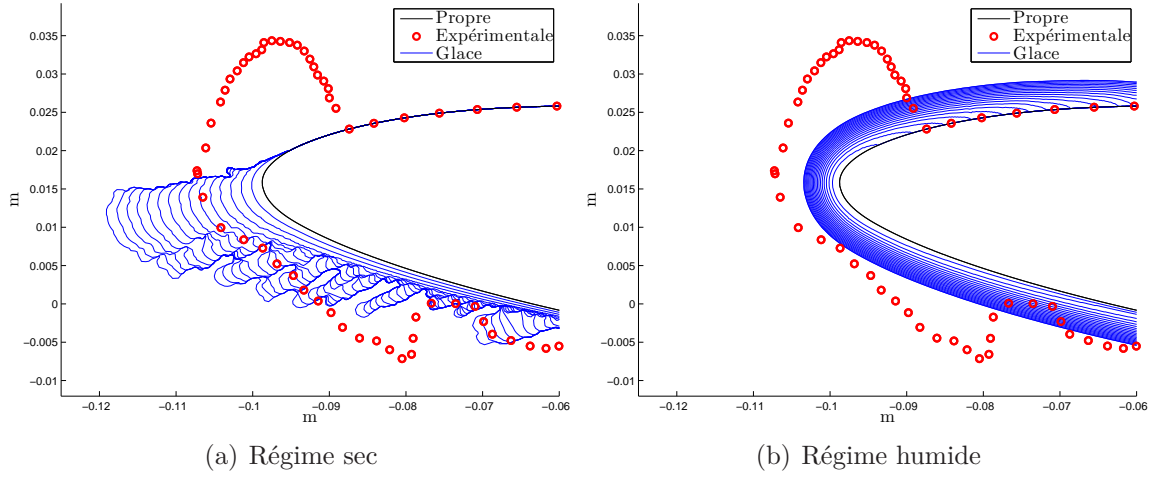 Propre
Expérimentale
Glace
0.035
0.03
0.025
0.02
0.015
0.01
0.005
0
−0.005
−0.01
m
−0.12
−0.11
−0.1
−0.09
−0.08
−0.07
−0.06
m
(a) Régime sec
Propre
Expérimentale
Glace
0.035
0.03
0.025
0.02
0.015
0.01
0.005
0
−0.005
−0.01
m
−0.12
−0.11
−0.1
−0.09
−0.08
−0.07
−0.06
m
(b) Régime humide